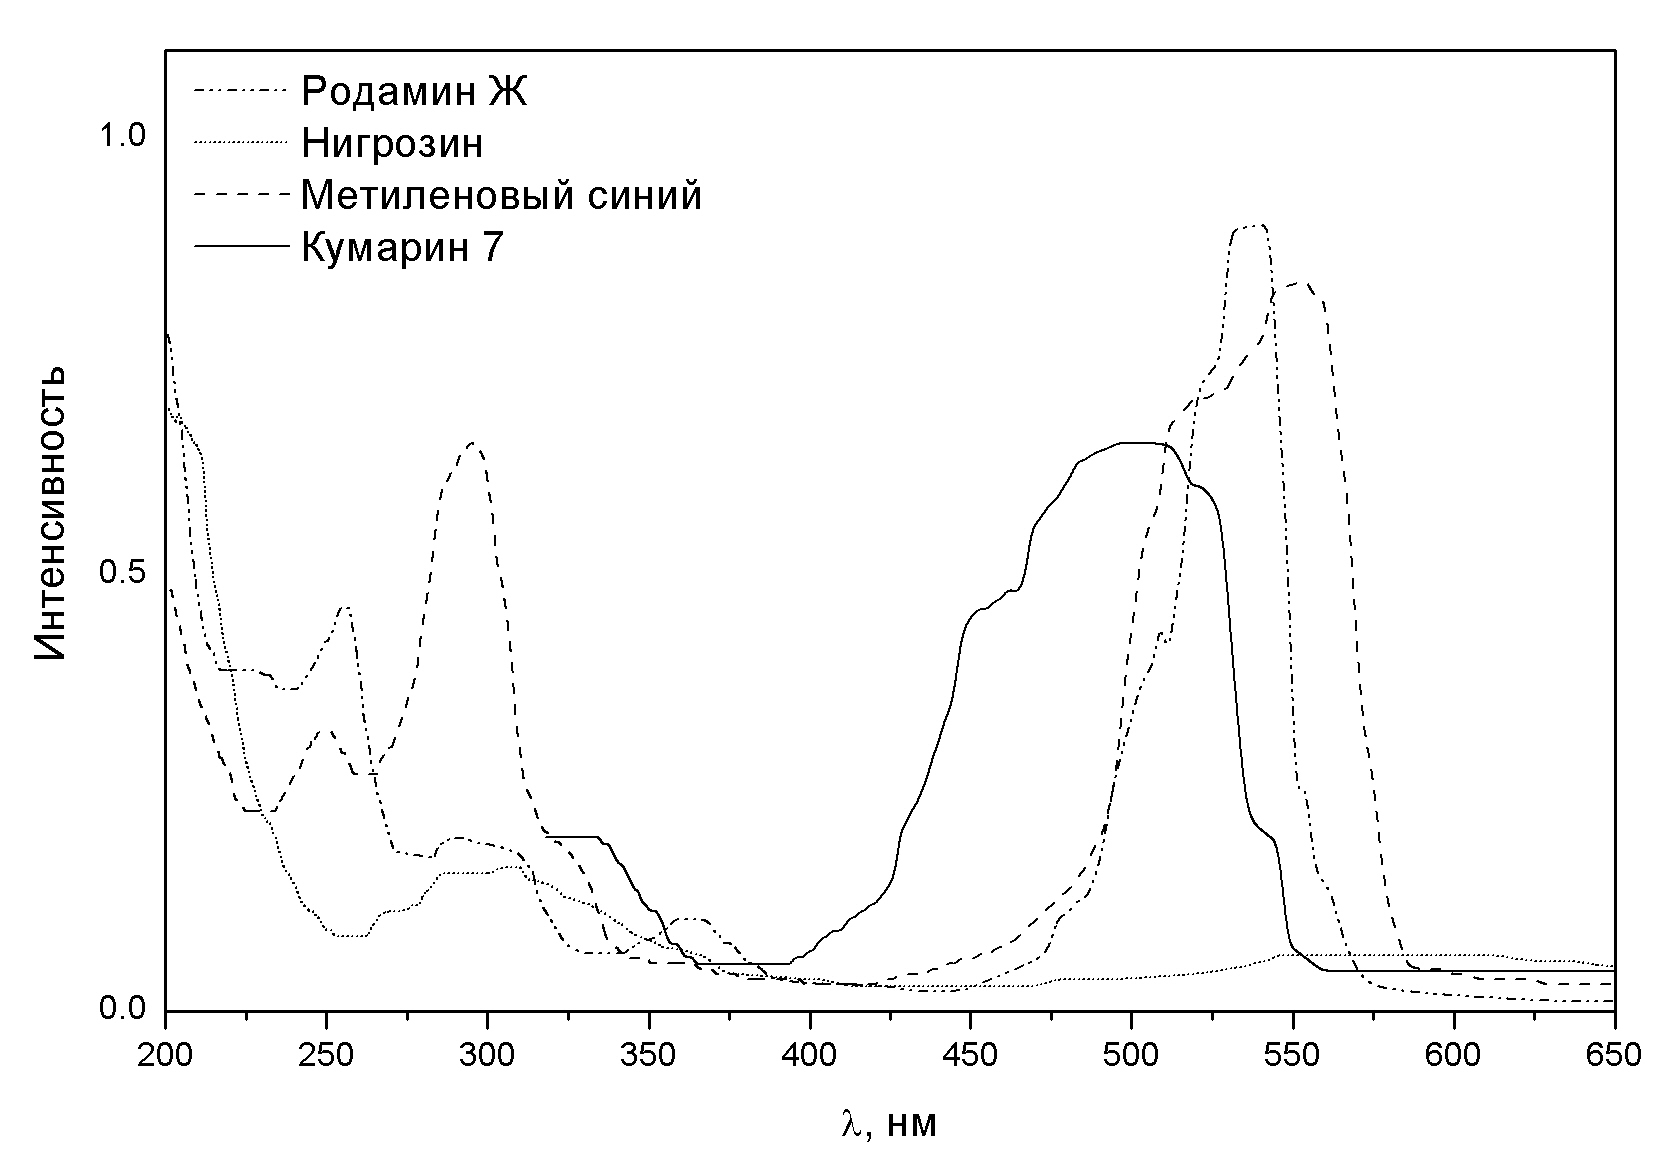 Родамин Ж
Нигрозин
Метиленовый синий
Кумарин 7
1.0
0.5
0.0
Интенсивность
200 250 300 350 400 450 500 550 600 650
λ, нм